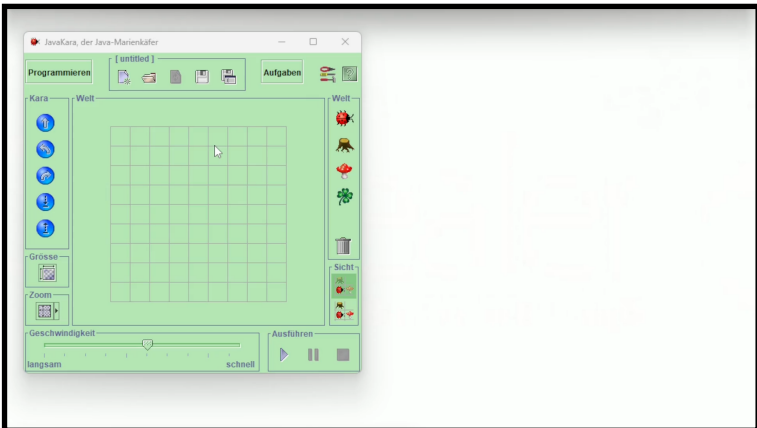 JavaKara, der Java-Marienkäfer
Programmieren
[ untitled ]
Aufgaben
Kara
Welt
Welt
Grösse
Zoom
Sicht
Geschwindigkeit
langsam
schnell
Ausführen